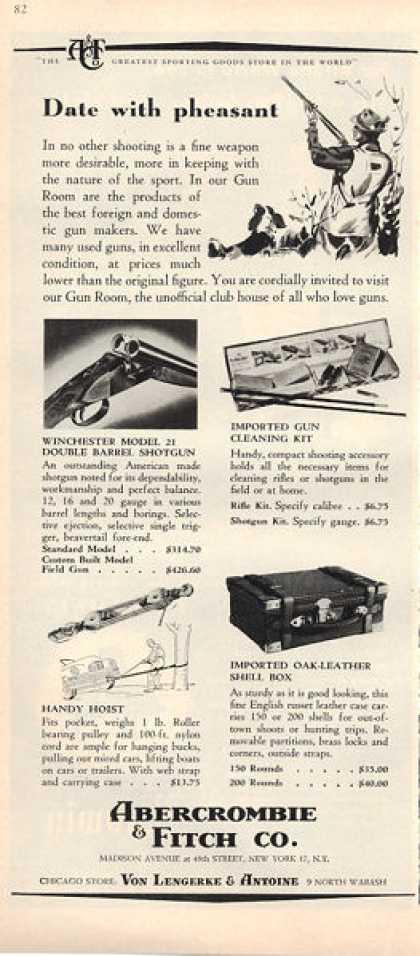 82
A&F Co.
"THE GREATEST SPORTING GOODS STORE IN THE WORLD"
Date with pheasant
In no other shooting is a fine weapon
more desirable, more in keeping with
the nature of the sport. In our Gun
Room are the products of
the best foreign and domes-
tic gun makers. We have
many used guns, in excellent
condition, at prices much
lower than the original figure. You are cordially invited to visit
our Gun Room, the unofficial club house of all who love guns.
WINCHESTER MODEL 21
DOUBLE BARREL SHOTGUN
An outstanding American made
shotgun noted for its dependability,
workmanship and perfect balance.
12, 16 and 20 gauge in various
barrel lengths and borings. Selec-
tive ejection, selective single trig-
ger, beavertail fore-end.
Standard Model . . . $314.70
Custom Built Model
Field Gun . . . . . $426.60
IMPORTED GUN
CLEANING KIT
Handy, compact shooting accessory
holds all the necessary items for
cleaning rifles or shotguns in the
field or at home.
Rifle Kit. Specify calibre . . $6.75
Shotgun Kit. Specify gauge. $6.75
HANDY HOIST
Fits pocket, weighs 1 lb. Roller
bearing pulley and 100-ft. nylon
cord are ample for hanging bucks,
pulling out mired cars, lifting boats
on cars or trailers. With web strap
and carrying case . . . $13.75
IMPORTED OAK-LEATHER
SHELL BOX
As sturdy as it is good looking, this
fine English russet leather case car-
ries 150 or 200 shells for out-of-
town shoots or hunting trips. Re-
movable partitions, brass locks and
corners, outside straps.
150 Rounds . . . . . $35.00
200 Rounds . . . . . $40.00
ABERCROMBIE
& FITCH CO.
MADISON AVENUE at 45th STREET, NEW YORK 17, N.Y.
CHICAGO STORE: VON LENGERKE & ANTOINE 9 NORTH WABASH